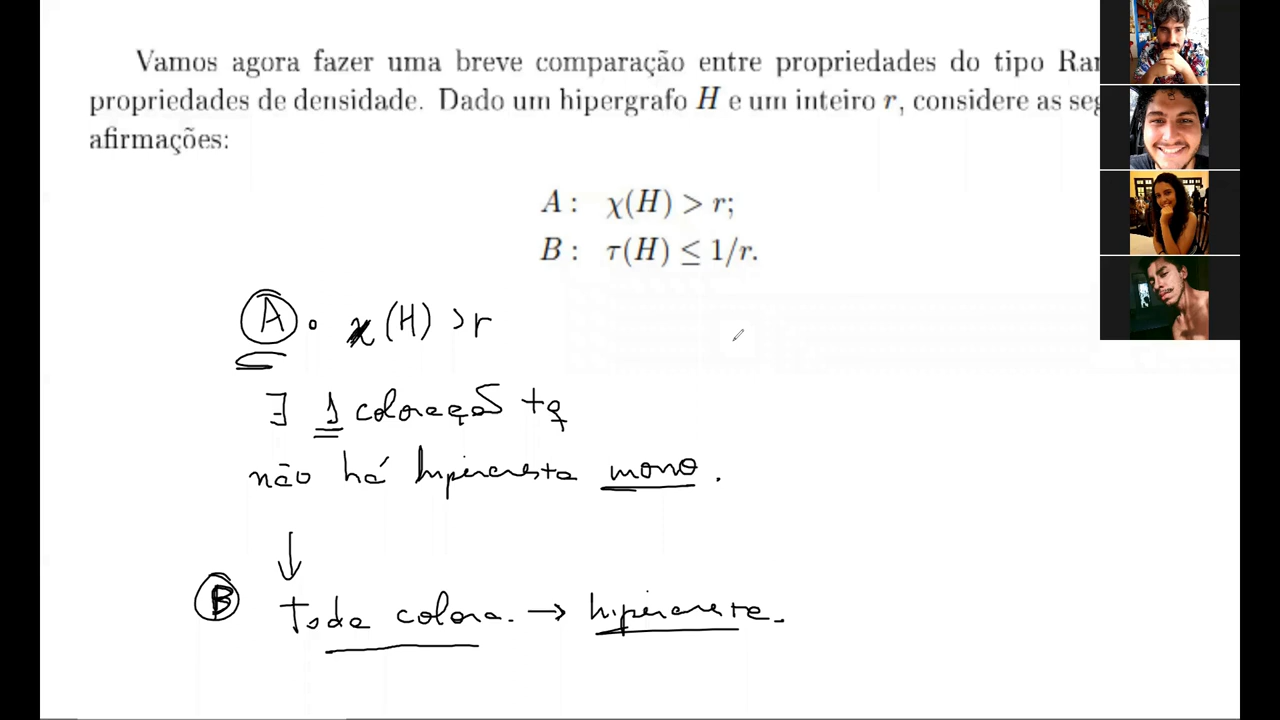 Vamos agora fazer uma breve comparação entre propriedades do tipo Ram
propriedades de densidade. Dado um hipergrafo H e um inteiro r, considere as seg
afirmações:
A : χ(H) > r;
B : τ(H) ≤ 1/r.
A . χ(H) > r
∃ 1 coloração tq
não há hiperaresta mono.
↓
B toda colora. → hiperareste.